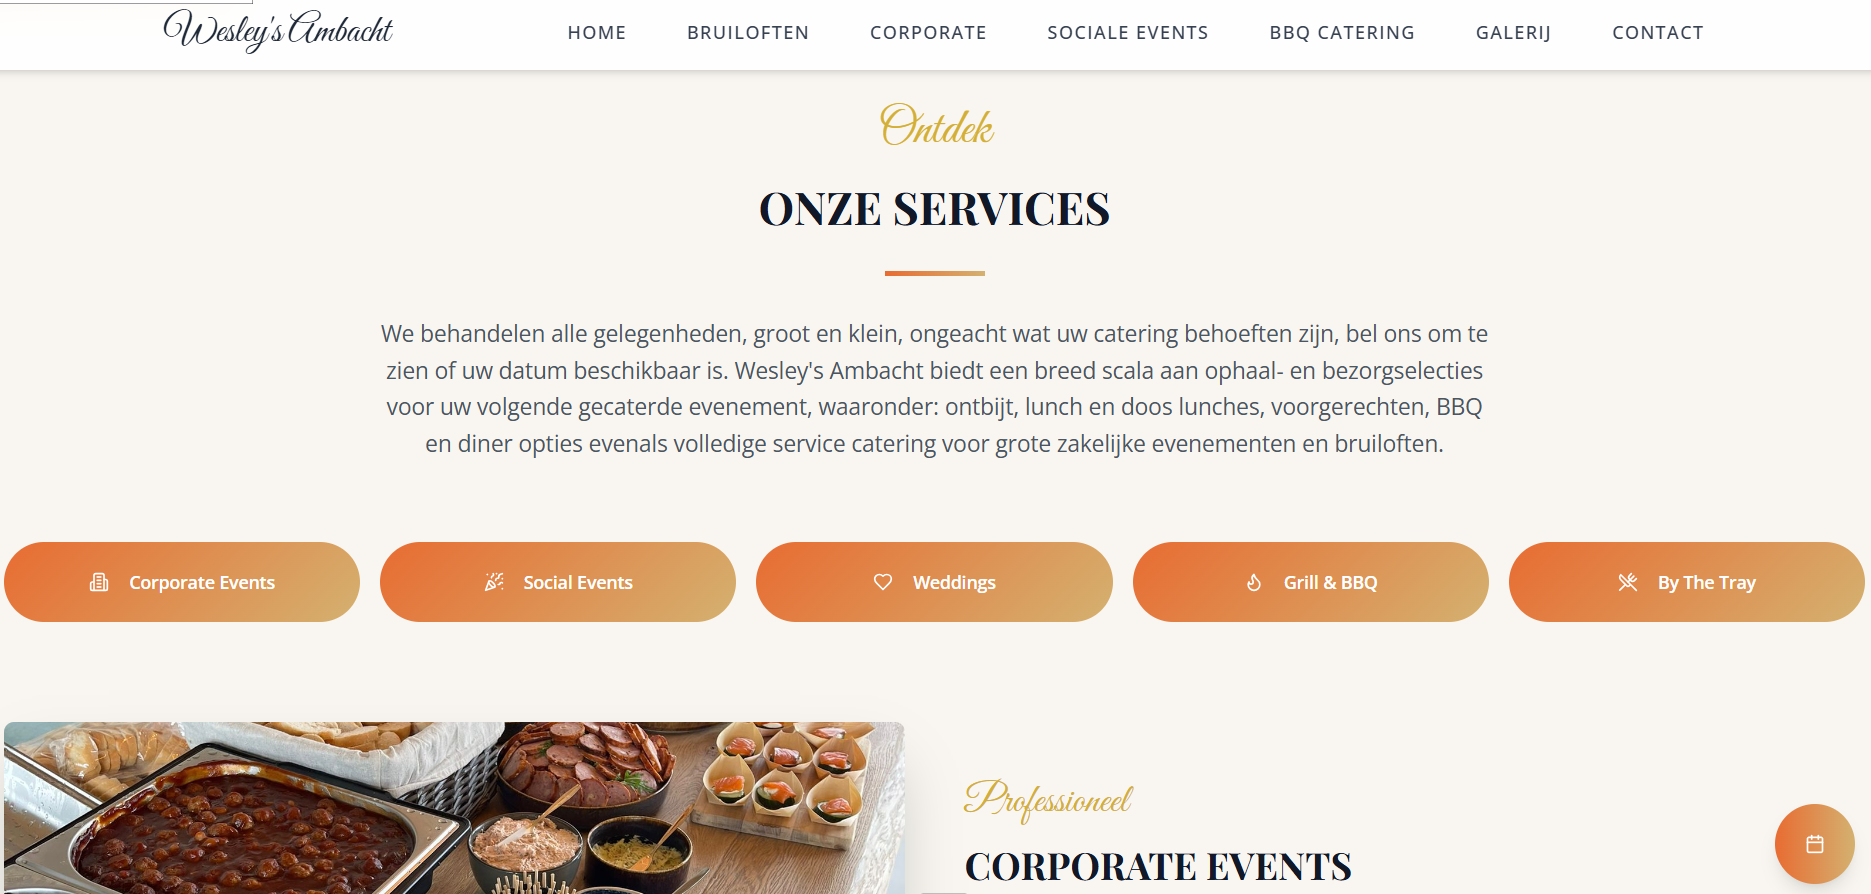 Wesley's Ambacht
HOME
BRUILOFTEN
CORPORATE
SOCIALE EVENTS
BBQ CATERING
GALERIJ
CONTACT
Ontdek
ONZE SERVICES
We behandelen alle gelegenheden, groot en klein, ongeacht wat uw catering behoeften zijn, bel ons om te
zien of uw datum beschikbaar is. Wesley's Ambacht biedt een breed scala aan ophaal- en bezorgselecties
voor uw volgende gecaterde evenement, waaronder: ontbijt, lunch en doos lunches, voorgerechten, BBQ
en diner opties evenals volledige service catering voor grote zakelijke evenementen en bruiloften.
Corporate Events
Social Events
Weddings
Grill & BBQ
By The Tray
Professioneel
CORPORATE EVENTS